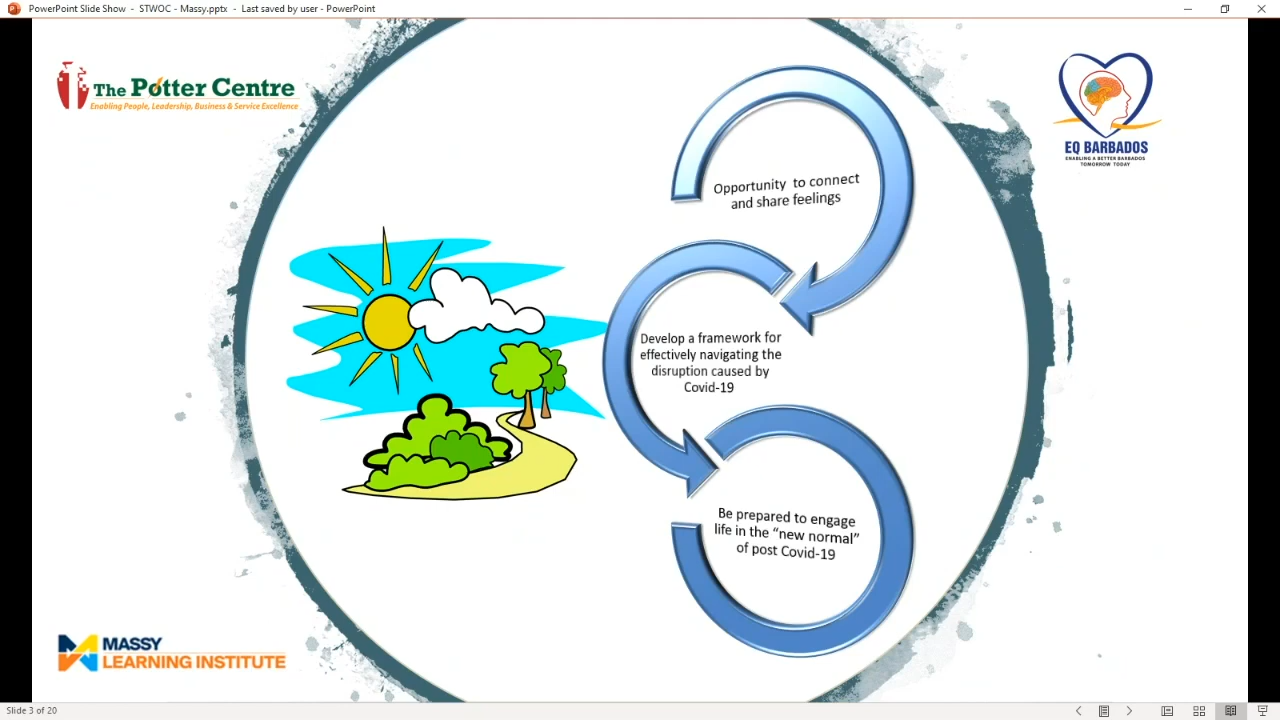 PowerPoint Slide Show - STWOC - Massy.pptx - Last saved by user - PowerPoint
The Potter Centre
Enabling People, Leadership, Business & Service Excellence
EQ BARBADOS
ENABLING A BETTER BARBADOS
TOMORROW TODAY
Opportunity to connect
and share feelings
Develop a framework for
effectively navigating the
disruption caused by
Covid-19
Be prepared to engage
life in the “new normal”
of post Covid-19
MASSY
LEARNING INSTITUTE
Slide 3 of 20